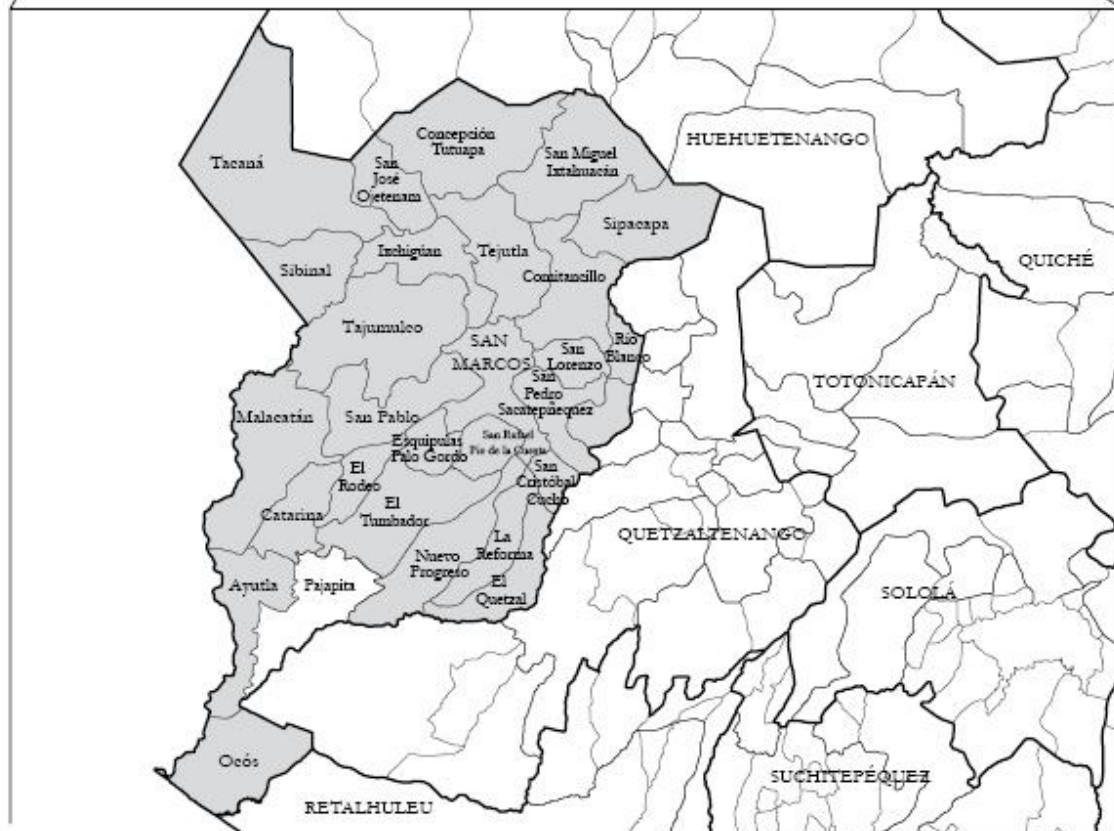 Concepción
Tutuapa
HUEHUETENANGO
Tacaná
San
José
Ojetenam
San Miguel
Ixtahuacán
Sipacapa
Ixchigúan
Tejutla
Sibinal
Comitancillo
QUICHÉ
Tajumulco
SAN
MARCOS
San
Lorenzo
Río
Blanco
TOTONICAPÁN
San
Pedro
Sacatepñequez
Malacatán
San Pablo
Esquipulas
Palo Gordo
San Rafael
Pie de la Cuesta
El
Rodeo
San
Cristóbal
Cucho
Catarina
El
Tumbador
QUETZALTENANGO
La
Reforma
Nuevo
Progreso
Ayutla
Pajapita
El
Quetzal
SOLOLÁ
Ocós
SUCHITEPÉQUEZ
RETALHULEU